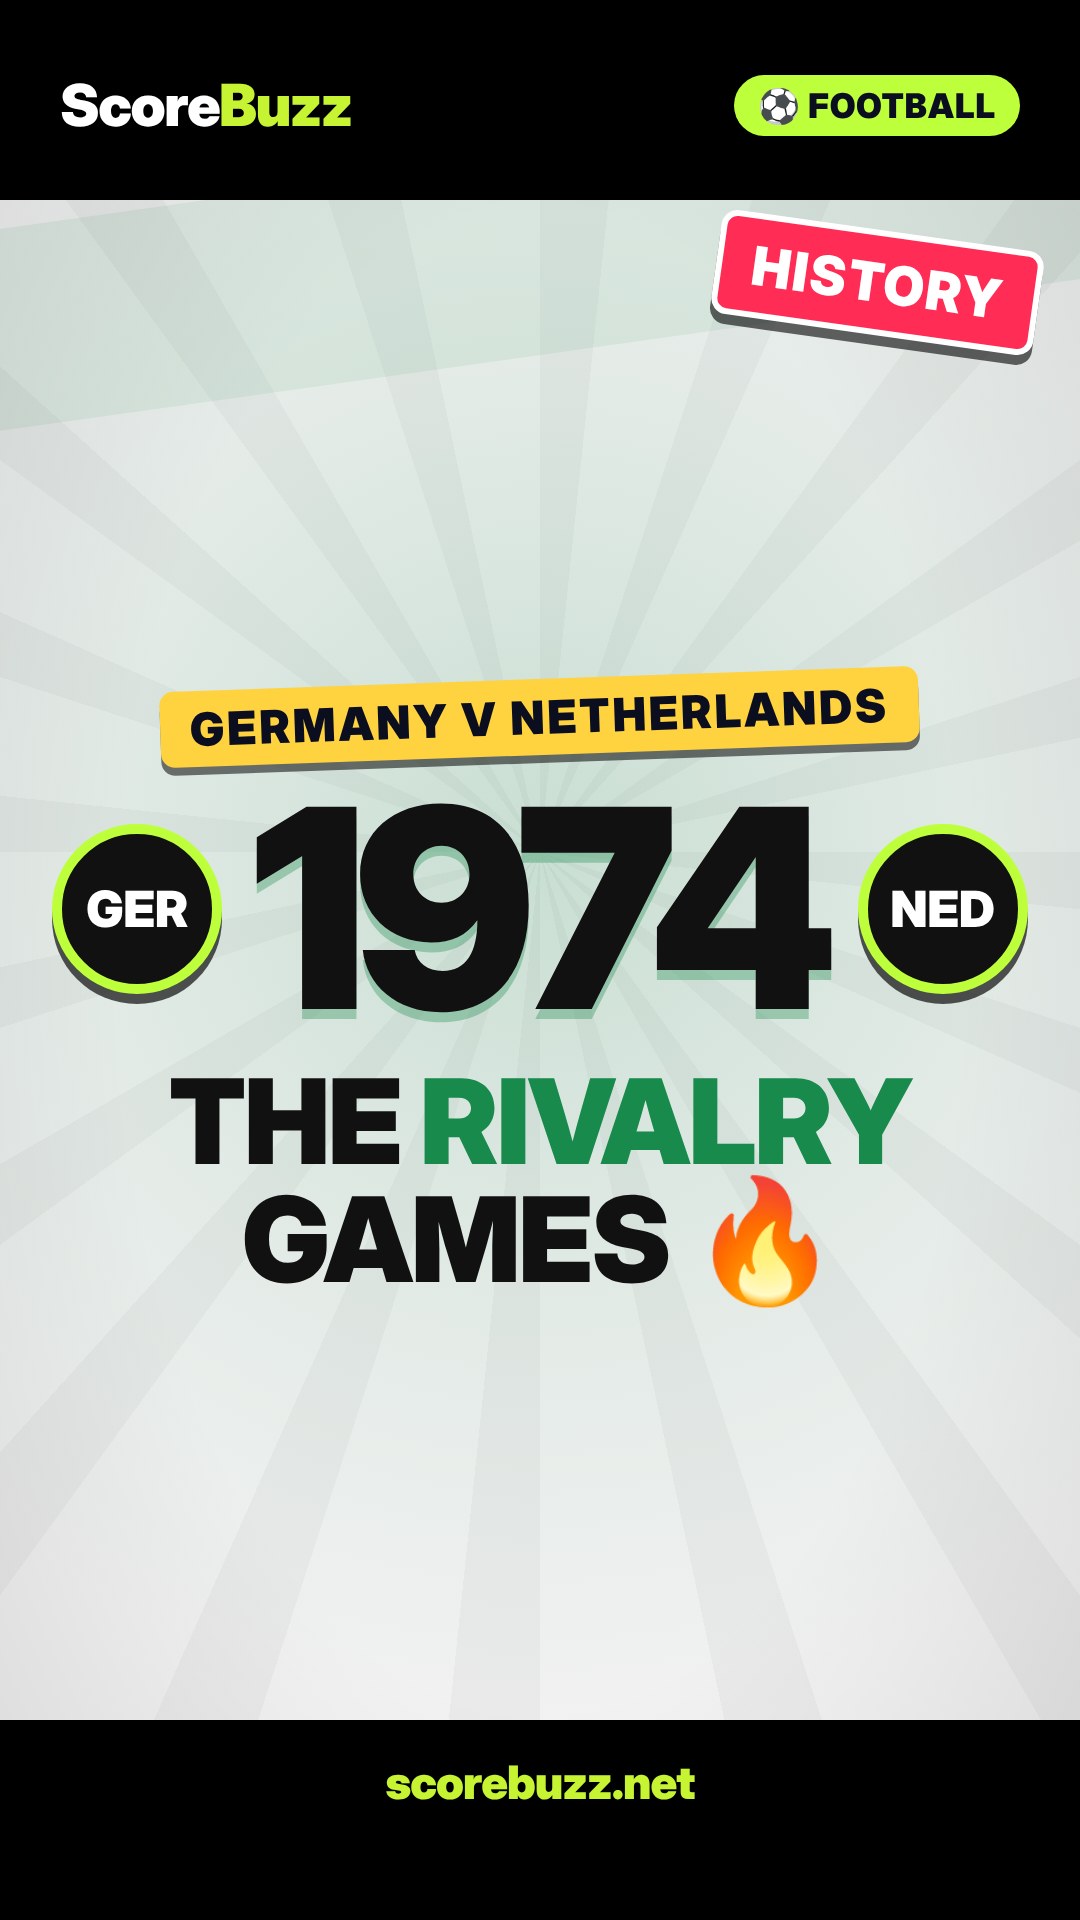 ScoreBuzz
⚽ FOOTBALL
HISTORY
GERMANY V NETHERLANDS
GER
1974
NED
THE RIVALRY
GAMES 🔥
scorebuzz.net